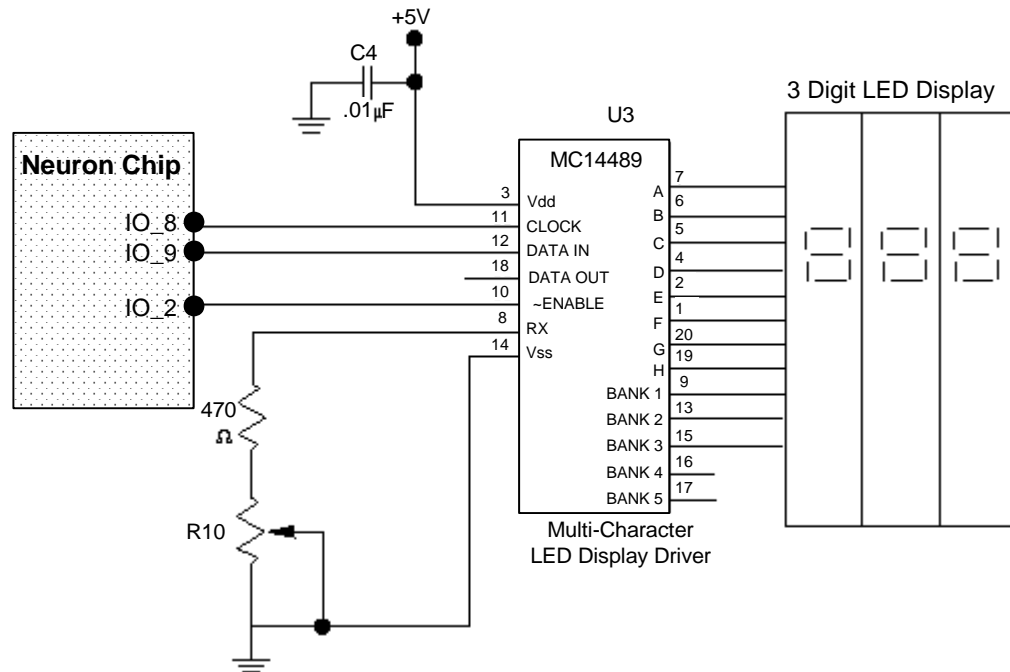 +5V
C4
.01μF
3 Digit LED Display
U3
Neuron Chip
IO_8
IO_9
IO_2
MC14489
3
Vdd
11
CLOCK
12
DATA IN
18
DATA OUT
10
~ENABLE
8
RX
14
Vss
7
A
6
B
5
C
4
D
2
E
1
F
20
G
19
H
9
BANK 1
13
BANK 2
15
BANK 3
16
BANK 4
17
BANK 5
470
Ω
R10
Multi-Character
LED Display Driver